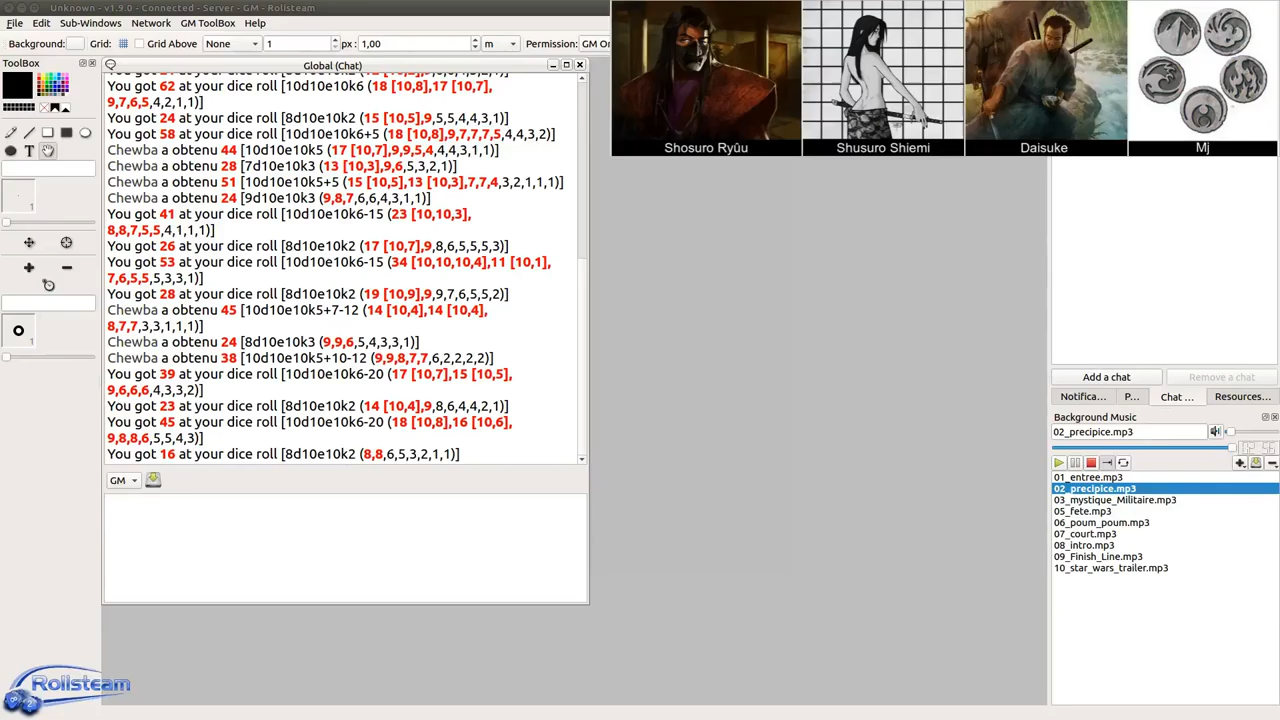 Unknown - v1.9.0 - Connected - Server - GM - Rolisteam
File Edit Sub-Windows Network GM ToolBox Help
Background: Grid: Grid Above None 1 px : 1,00 m Permission: GM On
ToolBox
Global (Chat)
You got 62 at your dice roll [10d10e10k6 (18 [10,8],17 [10,7],
9,7,6,5,4,2,1,1)]
You got 24 at your dice roll [8d10e10k2 (15 [10,5],9,5,5,4,4,3,1)]
You got 58 at your dice roll [10d10e10k6+5 (18 [10,8],9,7,7,7,5,4,4,3,2)]
Chewba a obtenu 44 [10d10e10k5 (17 [10,7],9,9,5,4,4,4,3,1,1)]
Chewba a obtenu 28 [7d10e10k3 (13 [10,3],9,6,5,3,2,1)]
Chewba a obtenu 51 [10d10e10k5+5 (15 [10,5],13 [10,3],7,7,4,3,2,1,1,1)]
Chewba a obtenu 24 [9d10e10k3 (9,8,7,6,6,4,3,1,1)]
You got 41 at your dice roll [10d10e10k6-15 (23 [10,10,3],
8,8,7,5,5,4,1,1,1)]
You got 26 at your dice roll [8d10e10k2 (17 [10,7],9,8,6,5,5,5,3)]
You got 53 at your dice roll [10d10e10k6-15 (34 [10,10,10,4],11 [10,1],
7,6,5,5,5,3,3,1)]
You got 28 at your dice roll [8d10e10k2 (19 [10,9],9,9,7,6,5,5,2)]
Chewba a obtenu 45 [10d10e10k5+7-12 (14 [10,4],14 [10,4],
8,7,7,3,3,1,1,1)]
Chewba a obtenu 24 [8d10e10k3 (9,9,6,5,4,3,3,1)]
Chewba a obtenu 38 [10d10e10k5+10-12 (9,9,8,7,7,6,2,2,2,2)]
You got 39 at your dice roll [10d10e10k6-20 (17 [10,7],15 [10,5],
9,6,6,6,4,3,3,2)]
You got 23 at your dice roll [8d10e10k2 (14 [10,4],9,8,6,4,4,2,1)]
You got 45 at your dice roll [10d10e10k6-20 (18 [10,8],16 [10,6],
9,8,8,6,5,5,4,3)]
You got 16 at your dice roll [8d10e10k2 (8,8,6,5,3,2,1,1)]
GM
1
1
Shosuro Ryûu
Shusuro Shiemi
Daisuke
Mj
Add a chat
Remove a chat
Notifica... P... Chat ... Resources...
Background Music
02_precipice.mp3
01_entree.mp3
02_precipice.mp3
03_mystique_Militaire.mp3
05_fete.mp3
06_poum_poum.mp3
07_court.mp3
08_intro.mp3
09_Finish_Line.mp3
10_star_wars_trailer.mp3
Rolisteam